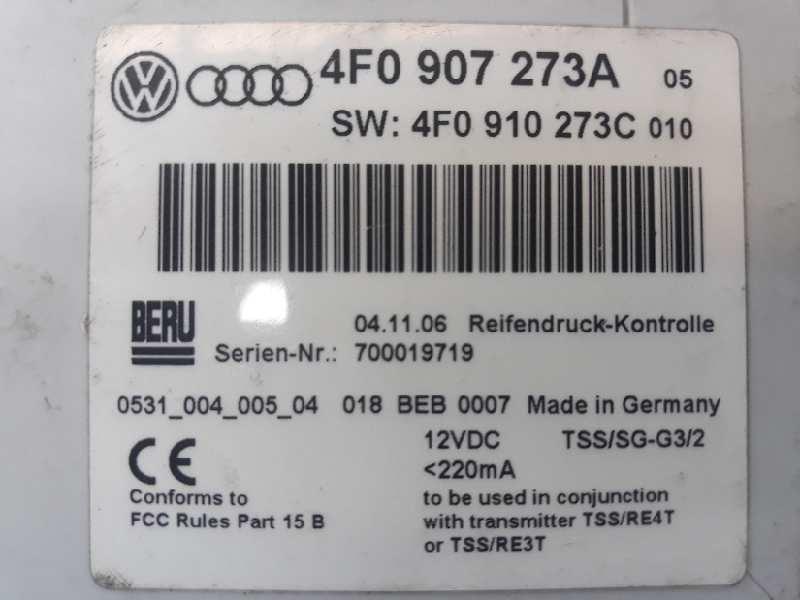 4F0 907 273A 05
SW: 4F0 910 273C 010
BERU 04.11.06 Reifendruck-Kontrolle
Serien-Nr.: 700019719
0531_004_005_04 018 BEB 0007 Made in Germany
12VDC TSS/SG-G3/2
CE <220mA
Conforms to to be used in conjunction
FCC Rules Part 15 B with transmitter TSS/RE4T
or TSS/RE3T